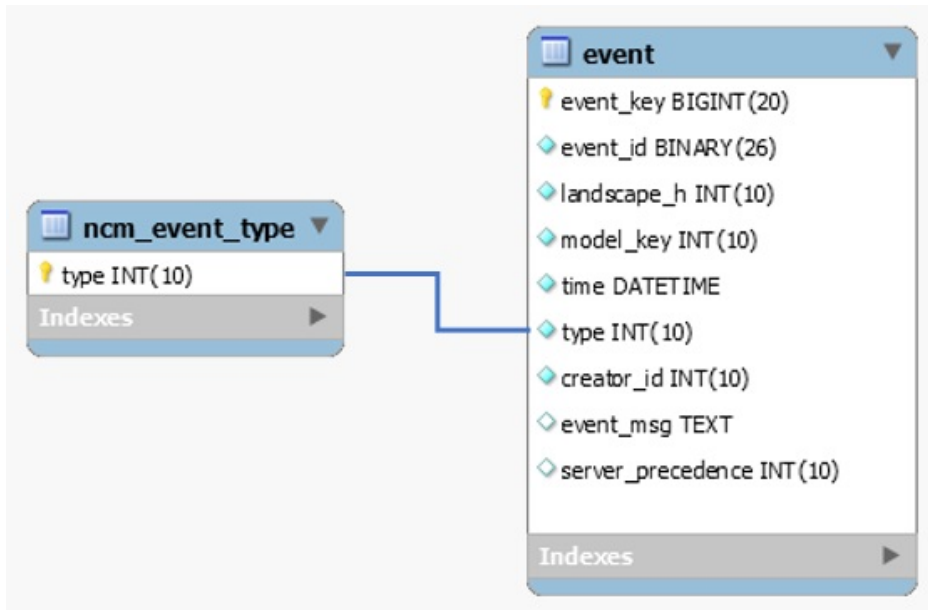 ncm_event_type
type INT(10)
Indexes
event
event_key BIGINT(20)
event_id BINARY(26)
landscape_h INT(10)
model_key INT(10)
time DATETIME
type INT(10)
creator_id INT(10)
event_msg TEXT
server_precedence INT(10)
Indexes